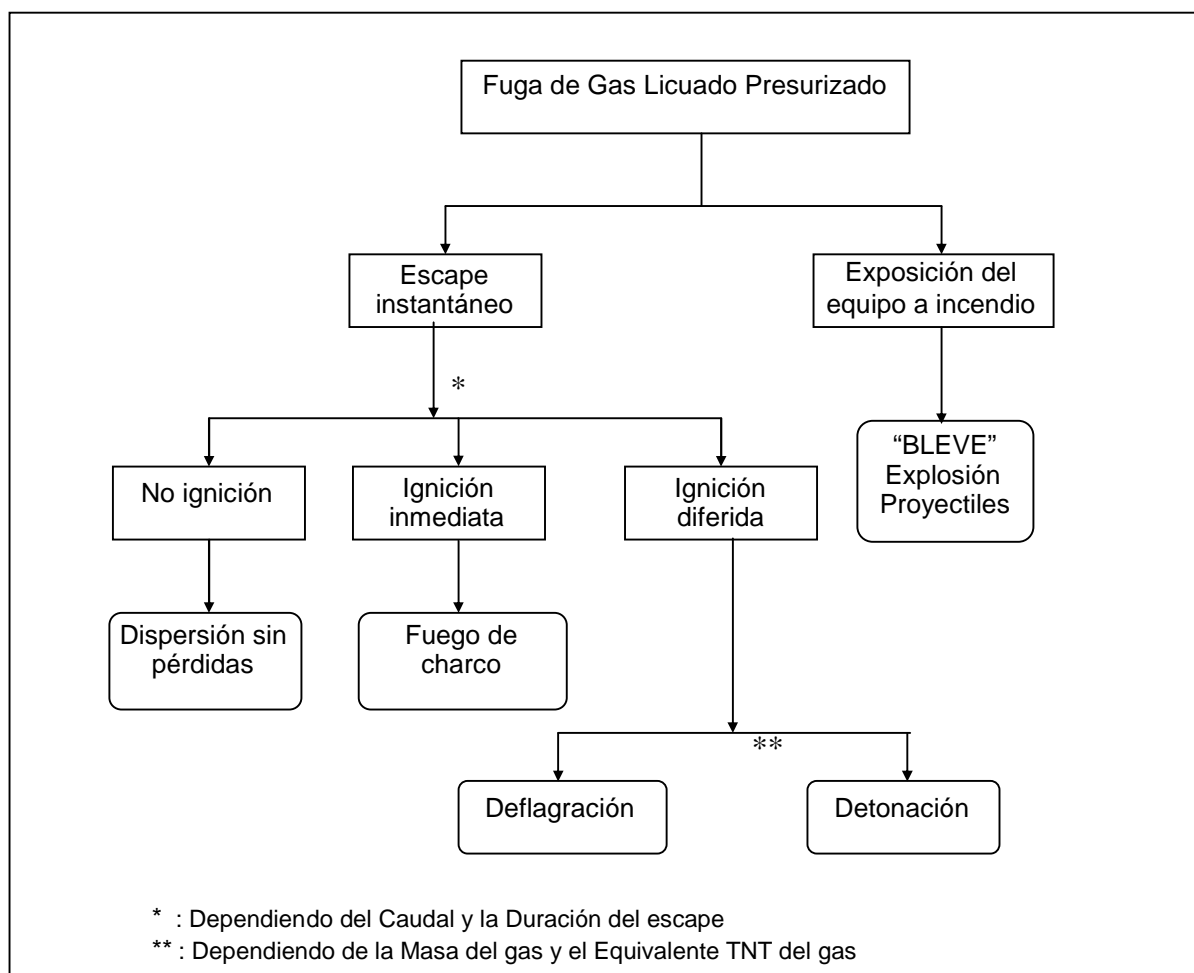 Fuga de Gas Licuado Presurizado
Escape
instantáneo
Exposición del
equipo a incendio
*
No ignición
Ignición
inmediata
Ignición
diferida
“BLEVE”
Explosión
Proyectiles
Dispersión sin
pérdidas
Fuego de
charco
**
Deflagración
Detonación
* : Dependiendo del Caudal y la Duración del escape
** : Dependiendo de la Masa del gas y el Equivalente TNT del gas